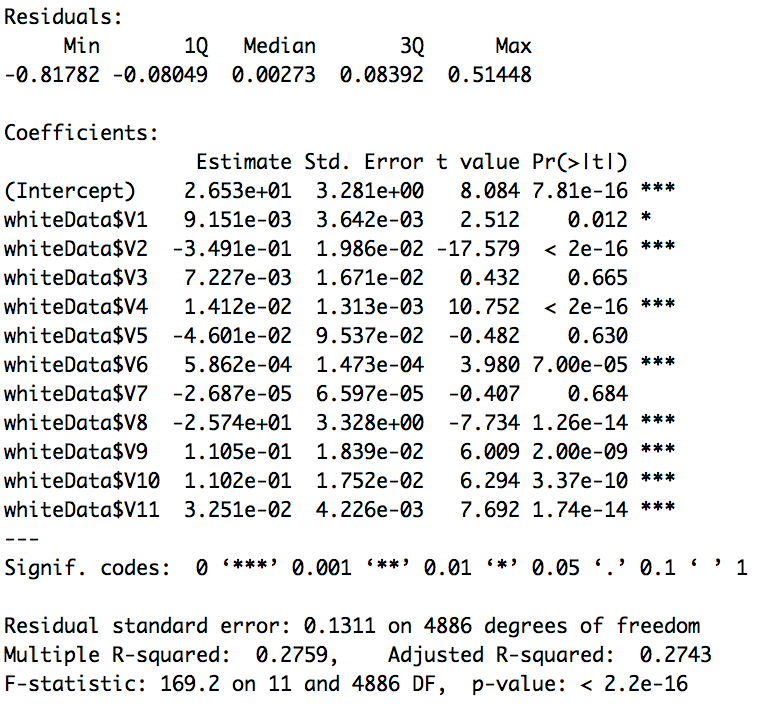 Residuals:
     Min       1Q   Median       3Q      Max
-0.81782 -0.08049  0.00273  0.08392  0.51448

Coefficients:
                Estimate Std. Error t value Pr(>|t|)
(Intercept)    2.653e+01  3.281e+00   8.084 7.81e-16 ***
whiteData$V1   9.151e-03  3.642e-03   2.512    0.012 *
whiteData$V2  -3.491e-01  1.986e-02 -17.579  < 2e-16 ***
whiteData$V3   7.227e-03  1.671e-02   0.432    0.665
whiteData$V4   1.412e-02  1.313e-03  10.752  < 2e-16 ***
whiteData$V5  -4.601e-02  9.537e-02  -0.482    0.630
whiteData$V6   5.862e-04  1.473e-04   3.980 7.00e-05 ***
whiteData$V7  -2.687e-05  6.597e-05  -0.407    0.684
whiteData$V8  -2.574e+01  3.328e+00  -7.734 1.26e-14 ***
whiteData$V9   1.105e-01  1.839e-02   6.009 2.00e-09 ***
whiteData$V10  1.102e-01  1.752e-02   6.294 3.37e-10 ***
whiteData$V11  3.251e-02  4.226e-03   7.692 1.74e-14 ***
---
Signif. codes:  0 ‘***’ 0.001 ‘**’ 0.01 ‘*’ 0.05 ‘.’ 0.1 ‘ ’ 1

Residual standard error: 0.1311 on 4886 degrees of freedom
Multiple R-squared:  0.2759,	Adjusted R-squared:  0.2743
F-statistic: 169.2 on 11 and 4886 DF,  p-value: < 2.2e-16